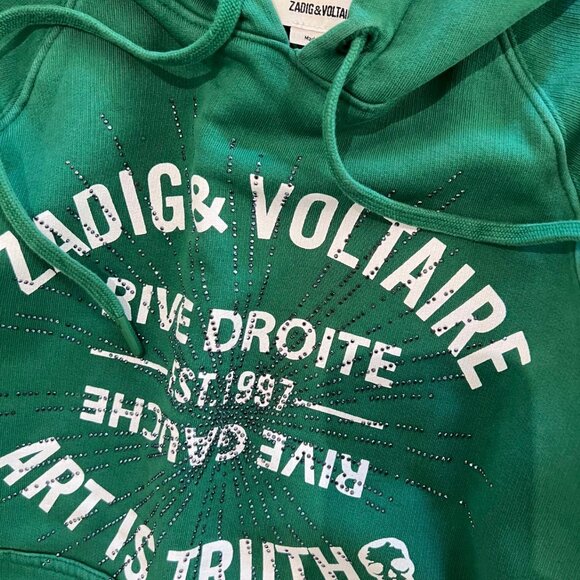 ZADIG&VOLTAIRE
ZADIG& VOLTAIRE
RIVE DROITE
EST.1997
RIVE GAUCHE
ART IS TRUTH